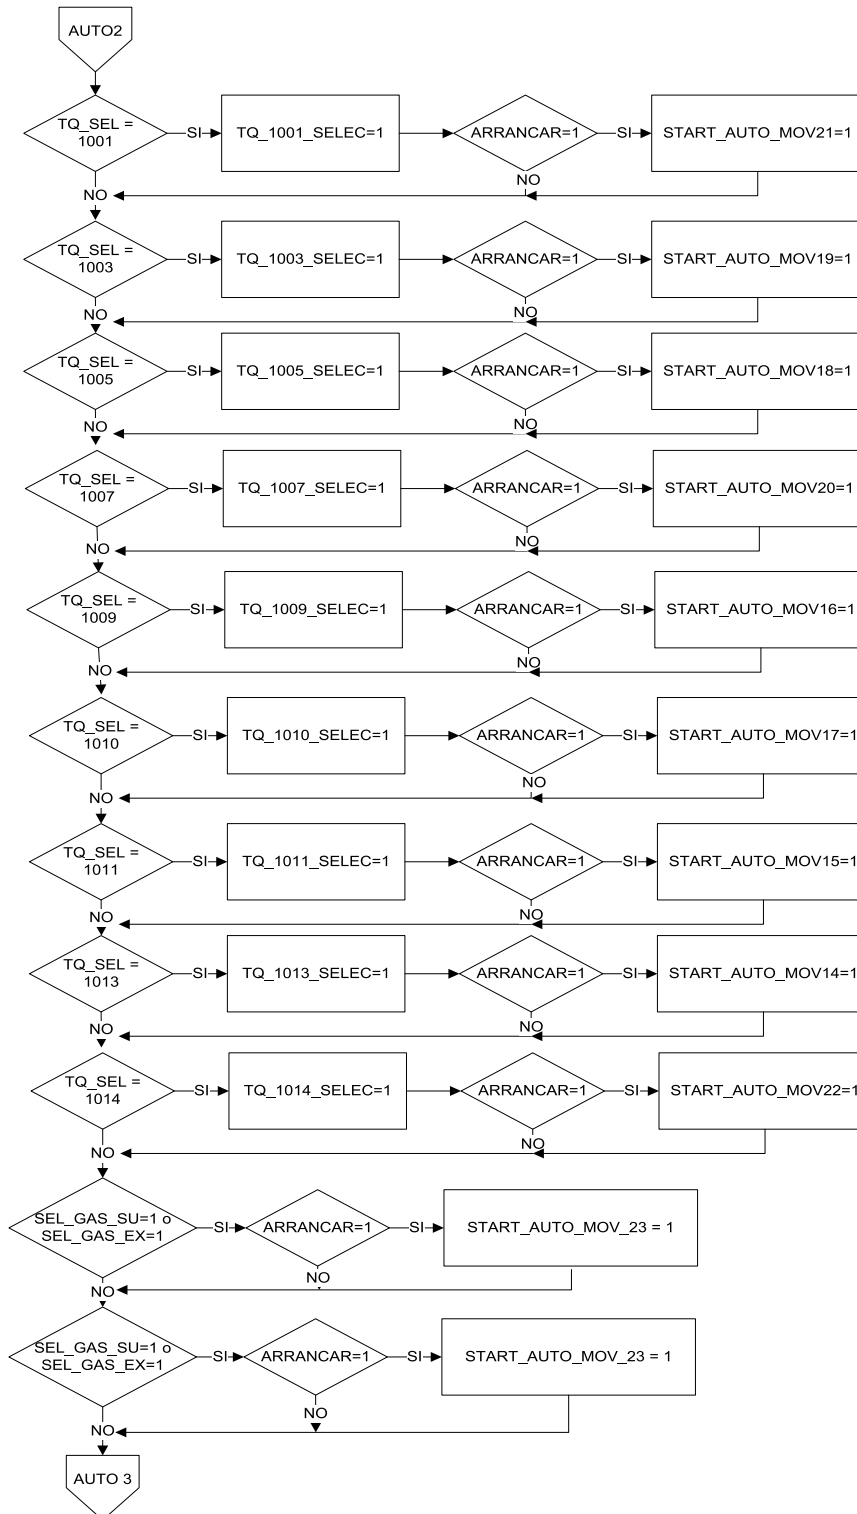 AUTO2
TQ_SEL =
1001
SI
TQ_1001_SELEC=1
ARRANCAR=1
SI
START_AUTO_MOV21=1
NO
NO
TQ_SEL =
1003
SI
TQ_1003_SELEC=1
ARRANCAR=1
SI
START_AUTO_MOV19=1
NO
NO
TQ_SEL =
1005
SI
TQ_1005_SELEC=1
ARRANCAR=1
SI
START_AUTO_MOV18=1
NO
NO
TQ_SEL =
1007
SI
TQ_1007_SELEC=1
ARRANCAR=1
SI
START_AUTO_MOV20=1
NO
NO
TQ_SEL =
1009
SI
TQ_1009_SELEC=1
ARRANCAR=1
SI
START_AUTO_MOV16=1
NO
NO
TQ_SEL =
1010
SI
TQ_1010_SELEC=1
ARRANCAR=1
SI
START_AUTO_MOV17=1
NO
NO
TQ_SEL =
1011
SI
TQ_1011_SELEC=1
ARRANCAR=1
SI
START_AUTO_MOV15=1
NO
NO
TQ_SEL =
1013
SI
TQ_1013_SELEC=1
ARRANCAR=1
SI
START_AUTO_MOV14=1
NO
NO
TQ_SEL =
1014
SI
TQ_1014_SELEC=1
ARRANCAR=1
SI
START_AUTO_MOV22=1
NO
NO
SEL_GAS_SU=1 o
SEL_GAS_EX=1
SI
ARRANCAR=1
SI
START_AUTO_MOV_23 = 1
NO
NO
SEL_GAS_SU=1 o
SEL_GAS_EX=1
SI
ARRANCAR=1
SI
START_AUTO_MOV_23 = 1
NO
NO
AUTO 3